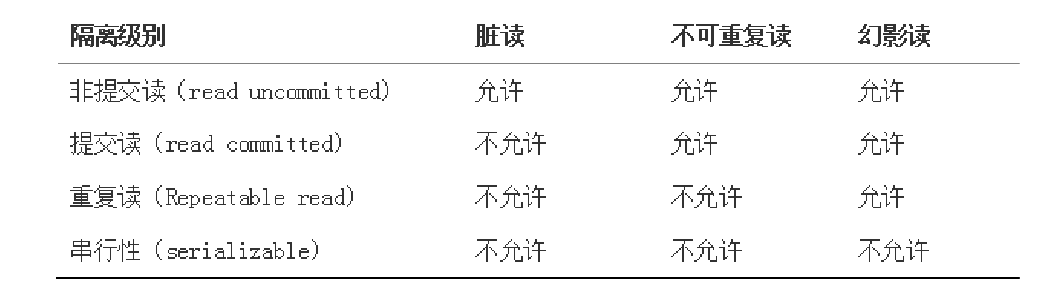 隔离级别 脏读 不可重复读 幻影读
非提交读 (read uncommitted) 允许 允许 允许
提交读 (read committed) 不允许 允许 允许
重复读 (Repeatable read) 不允许 不允许 允许
串行性 (serializable) 不允许 不允许 不允许